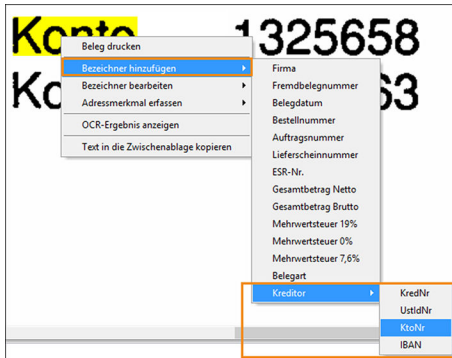 Konto 1325658
Beleg drucken
Bezeichner hinzufügen
Bezeichner bearbeiten
Adressmerkmal erfassen
OCR-Ergebnis anzeigen
Text in die Zwischenablage kopieren
Firma
Fremdbelegnummer
Belegdatum
Bestellnummer
Auftragsnummer
Lieferscheinnummer
ESR-Nr.
Gesamtbetrag Netto
Gesamtbetrag Brutto
Mehrwertsteuer 19%
Mehrwertsteuer 0%
Mehrwertsteuer 7,6%
Belegart
Kreditor
KredNr
UstIdNr
KtoNr
IBAN